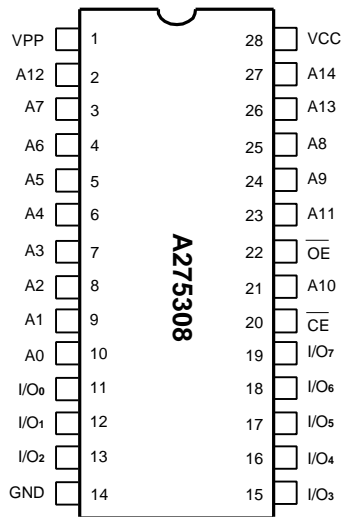 VPP 1 28 VCC
A12 2 27 A14
A7 3 26 A13
A6 4 25 A8
A5 5 24 A9
A4 6 23 A11
A3 7 22 O̅E̅
A2 8 21 A10
A1 9 20 C̅E̅
A0 10 19 I/O₇
I/O₀ 11 18 I/O₆
I/O₁ 12 17 I/O₅
I/O₂ 13 16 I/O₄
GND 14 15 I/O₃
A275308